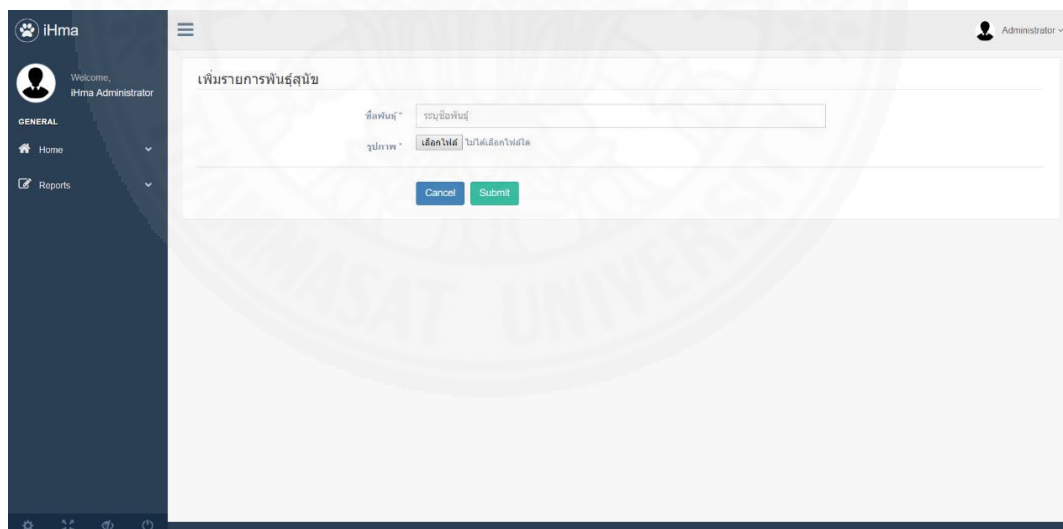 iHma
Administrator
Welcome,
iHma Administrator
GENERAL
Home
Reports
เพิ่มรายการพันธุ์สุนัข
ชื่อพันธุ์ *
ระบุชื่อพันธุ์
รูปภาพ *
เลือกไฟล์ ไม่ได้เลือกไฟล์ใด
Cancel Submit
THAMMASAT UNIVERSITY